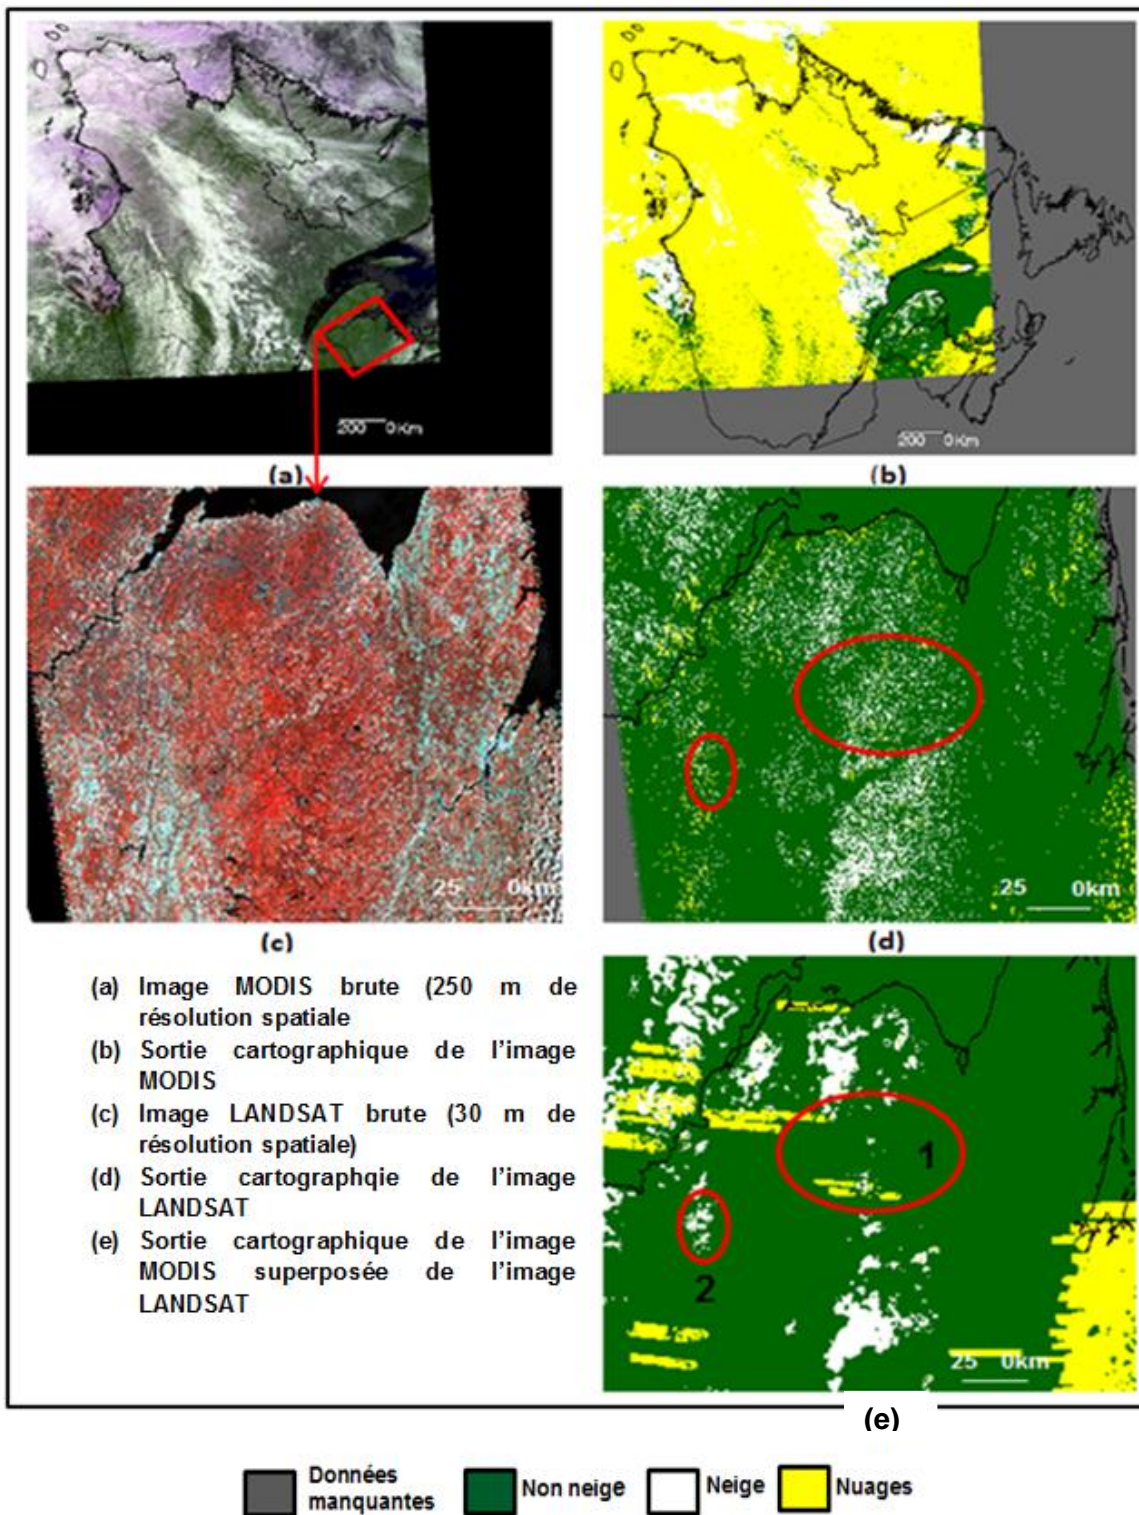 200 0Km
(a)
200 0Km
(b)
25 0km
(c)
25 0km
(d)
(a) Image MODIS brute (250 m de
résolution spatiale
(b) Sortie cartographique de l'image
MODIS
(c) Image LANDSAT brute (30 m de
résolution spatiale)
(d) Sortie cartographqie de l'image
LANDSAT
(e) Sortie cartographique de l'image
MODIS superposée de l'image
LANDSAT
1
2
25 0km
(e)
Données
manquantes
Non neige
Neige
Nuages